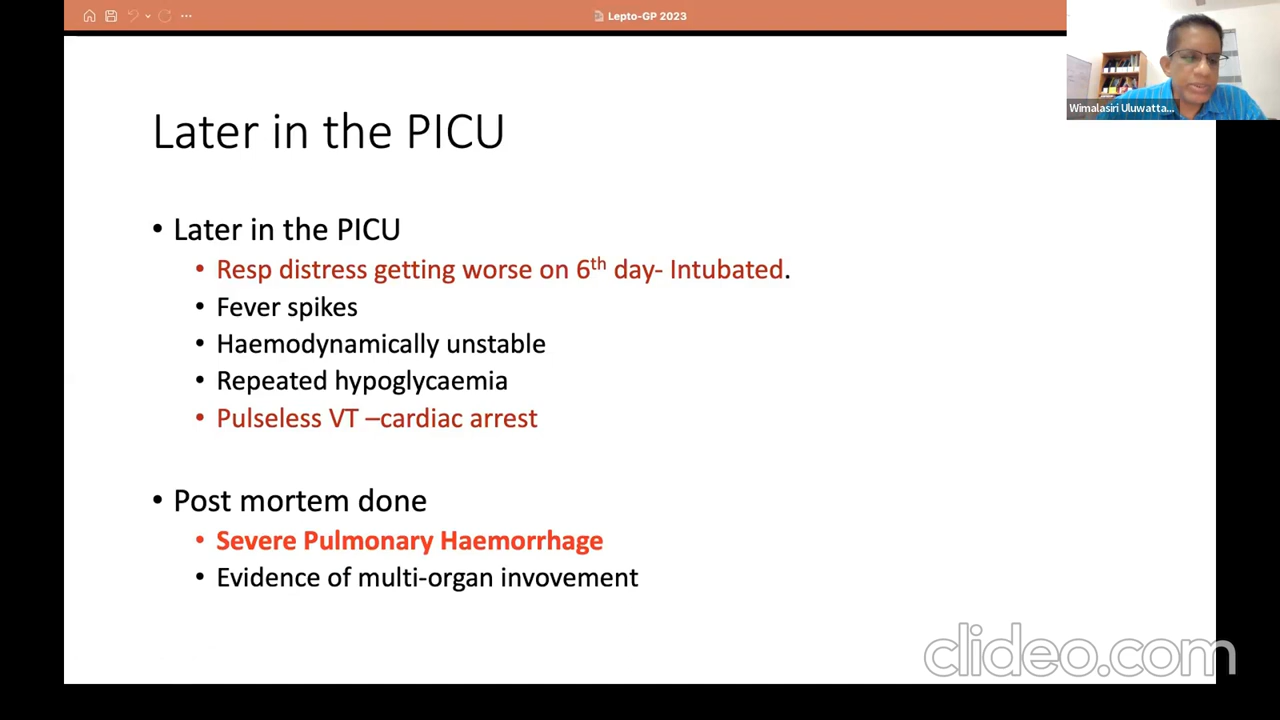 Lepto-GP 2023
Wimalasiri Uluwatta...
Later in the PICU
• Later in the PICU
• Resp distress getting worse on 6th day- Intubated.
• Fever spikes
• Haemodynamically unstable
• Repeated hypoglycaemia
• Pulseless VT –cardiac arrest
• Post mortem done
• Severe Pulmonary Haemorrhage
• Evidence of multi-organ invovement
clideo.com